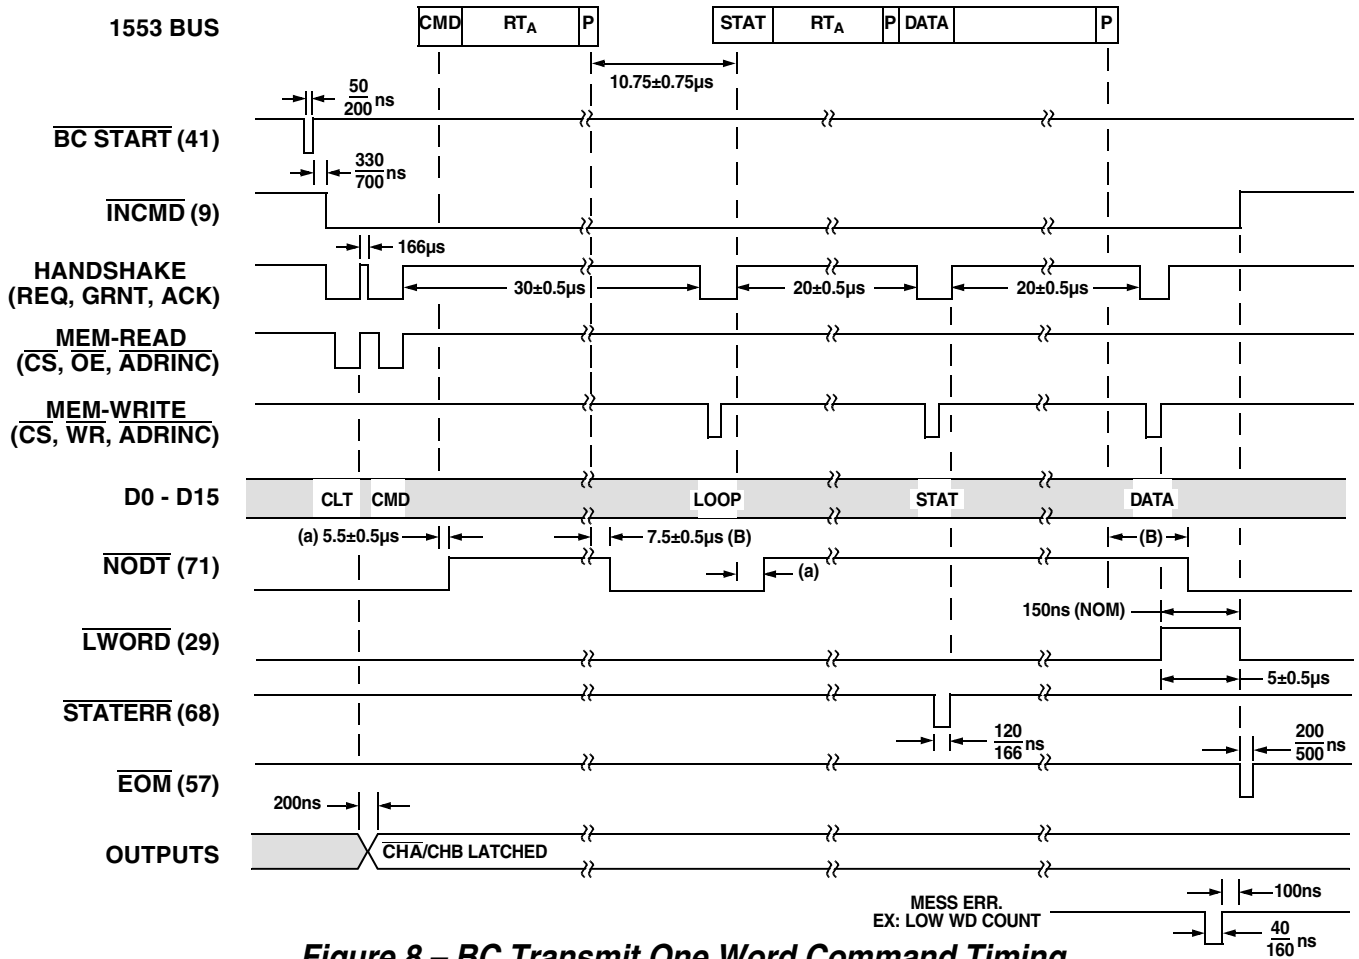 1553 BUS
CMD RTA P STAT RTA P DATA P
10.75±0.75µs
50
200 ns
BC START (41)
330
700 ns
INCMD (9)
166µs
HANDSHAKE
(REQ, GRNT, ACK)
30±0.5µs 20±0.5µs 20±0.5µs
MEM-READ
(CS, OE, ADRINC)
MEM-WRITE
(CS, WR, ADRINC)
D0 - D15 CLT CMD LOOP STAT DATA
(a) 5.5±0.5µs 7.5±0.5µs (B) (B)
NODT (71) (a)
150ns (NOM)
LWORD (29)
5±0.5µs
STATERR (68)
120
166 ns
200
500 ns
EOM (57)
200ns
OUTPUTS CHA/CHB LATCHED
MESS ERR.
EX: LOW WD COUNT
100ns
40
160 ns
Figure 8 – BC Transmit One Word Command Timing